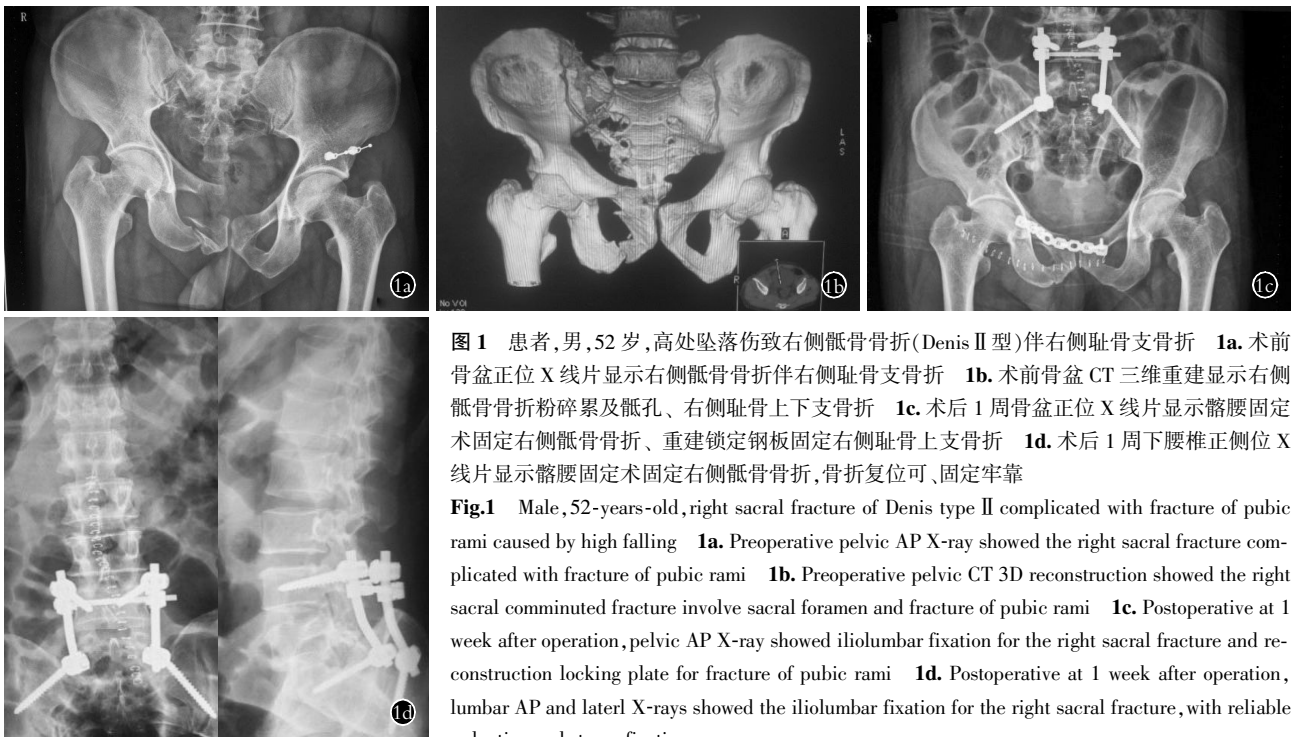 R
1a
L
A
S
A
R
No VOI
1b
R
1c
1d
图 1 患者,男,52 岁,高处坠落伤致右侧骶骨骨折(Denis Ⅱ 型)伴右侧耻骨支骨折 1a. 术前
骨盆正位 X 线片显示右侧骶骨骨折伴右侧耻骨支骨折 1b. 术前骨盆 CT 三维重建显示右侧
骶骨骨折粉碎累及骶孔、右侧耻骨上下支骨折 1c. 术后 1 周骨盆正位 X 线片显示髂腰固定
术固定右侧骶骨骨折、重建锁定钢板固定右侧耻骨上支骨折 1d. 术后 1 周下腰椎正侧位 X
线片显示髂腰固定术固定右侧骶骨骨折,骨折复位可、固定牢靠
Fig.1 Male,52-years-old,right sacral fracture of Denis type Ⅱ complicated with fracture of pubic
rami caused by high falling 1a. Preoperative pelvic AP X-ray showed the right sacral fracture com-
plicated with fracture of pubic rami 1b. Preoperative pelvic CT 3D reconstruction showed the right
sacral comminuted fracture involve sacral foramen and fracture of pubic rami 1c. Postoperative at 1
week after operation,pelvic AP X-ray showed iliolumbar fixation for the right sacral fracture and re-
construction locking plate for fracture of pubic rami 1d. Postoperative at 1 week after operation,
lumbar AP and laterl X-rays showed the iliolumbar fixation for the right sacral fracture,with reliable